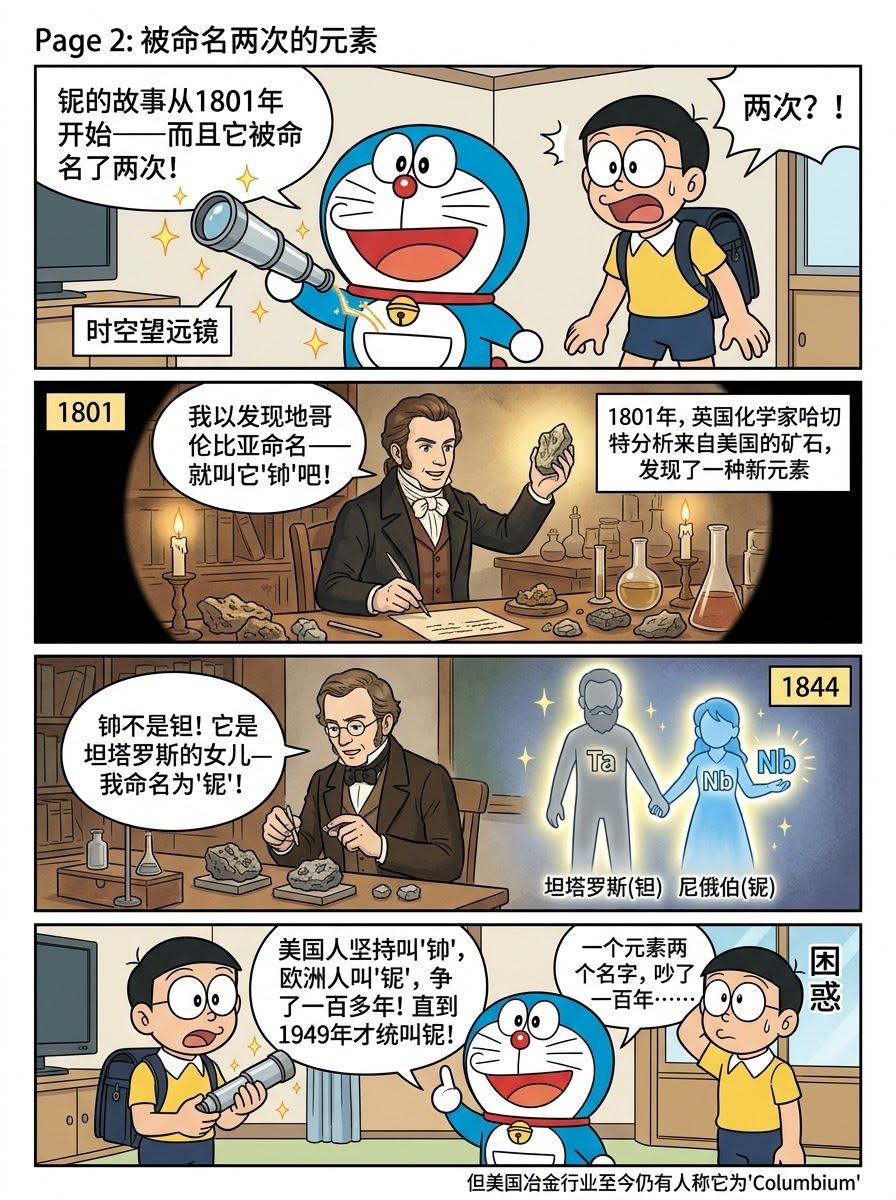 Page 2: 被命名两次的元素
铌的故事从1801年
开始——而且它被命
名了两次！
两次？！
时空望远镜
1801
我以发现地哥
伦比亚命名——
就叫它'钶'吧！
1801年，英国化学家哈切
特分析来自美国的矿石，
发现了一种新元素
1844
钶不是钽！它是
坦塔罗斯的女儿—
我命名为'铌'！
Ta
Nb
Nb
坦塔罗斯(钽)
尼俄伯(铌)
美国人坚持叫'钶'，
欧洲人叫'铌'，争
了一百多年！直到
1949年才统叫铌！
一个元素两
个名字，吵了
一百年……
困惑
但美国冶金行业至今仍有人称它为'Columbium'